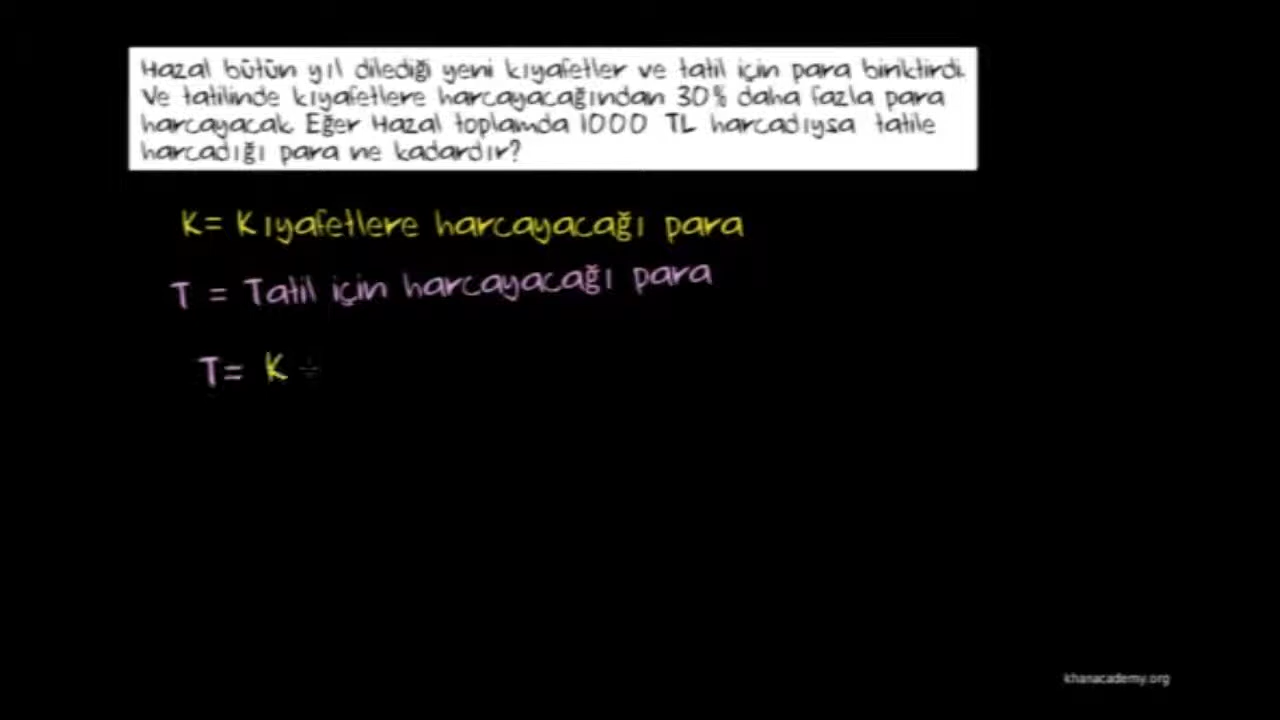 Hazal bütün yıl dilediği yeni kıyafetler ve tatil için para biriktirdi.
Ve tatilinde kıyafetlere harcayacağından 30% daha fazla para
harcayacak. Eğer Hazal toplamda 1000 TL harcadıysa tatile
harcadığı para ne kadardır?
K= Kıyafetlere harcayacağı para
T = Tatil için harcayacağı para
T= K +
khanacademy.org